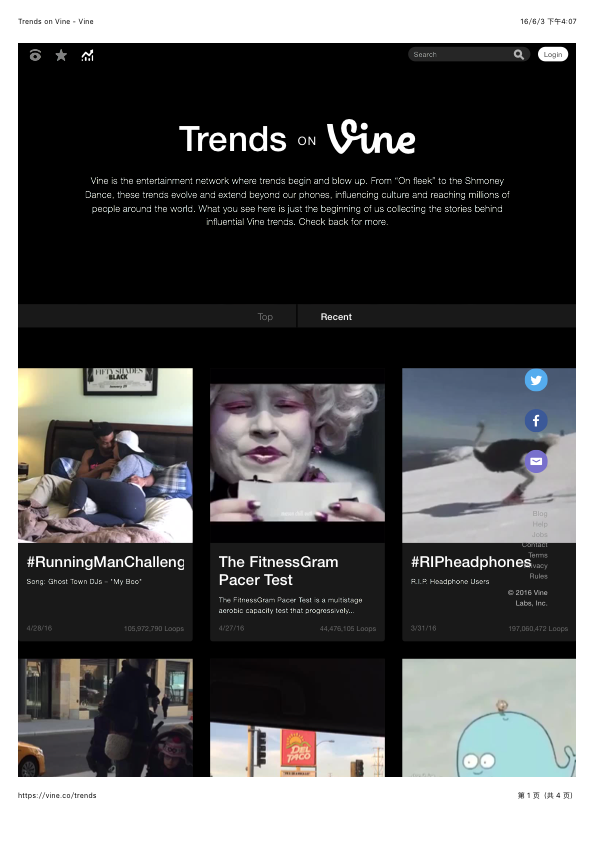 Trends on Vine - Vine
16/6/3 下午4:07
Search
Login
Trends ON Vine
Vine is the entertainment network where trends begin and blow up. From “On fleek” to the Shmoney
Dance, these trends evolve and extend beyond our phones, influencing culture and reaching millions of
people around the world. What you see here is just the beginning of us collecting the stories behind
influential Vine trends. Check back for more.
Top
Recent
FIFTY SHADES
BLACK
#RunningManChalleng
Song: Ghost Town DJs - "My Boo"
4/28/16
105,972,790 Loops
The FitnessGram
Pacer Test
The FitnessGram Pacer Test is a multistage
aerobic capacity test that progressively...
4/27/16
44,476,105 Loops
#RIPheadphones
R.I.P. Headphone Users
3/31/16
197,060,472 Loops
Blog
Help
Jobs
Contact
Terms
Rules
© 2016 Vine
Labs, Inc.
DEL
TACO
https://vine.co/trends
第 1 页 (共 4 页)